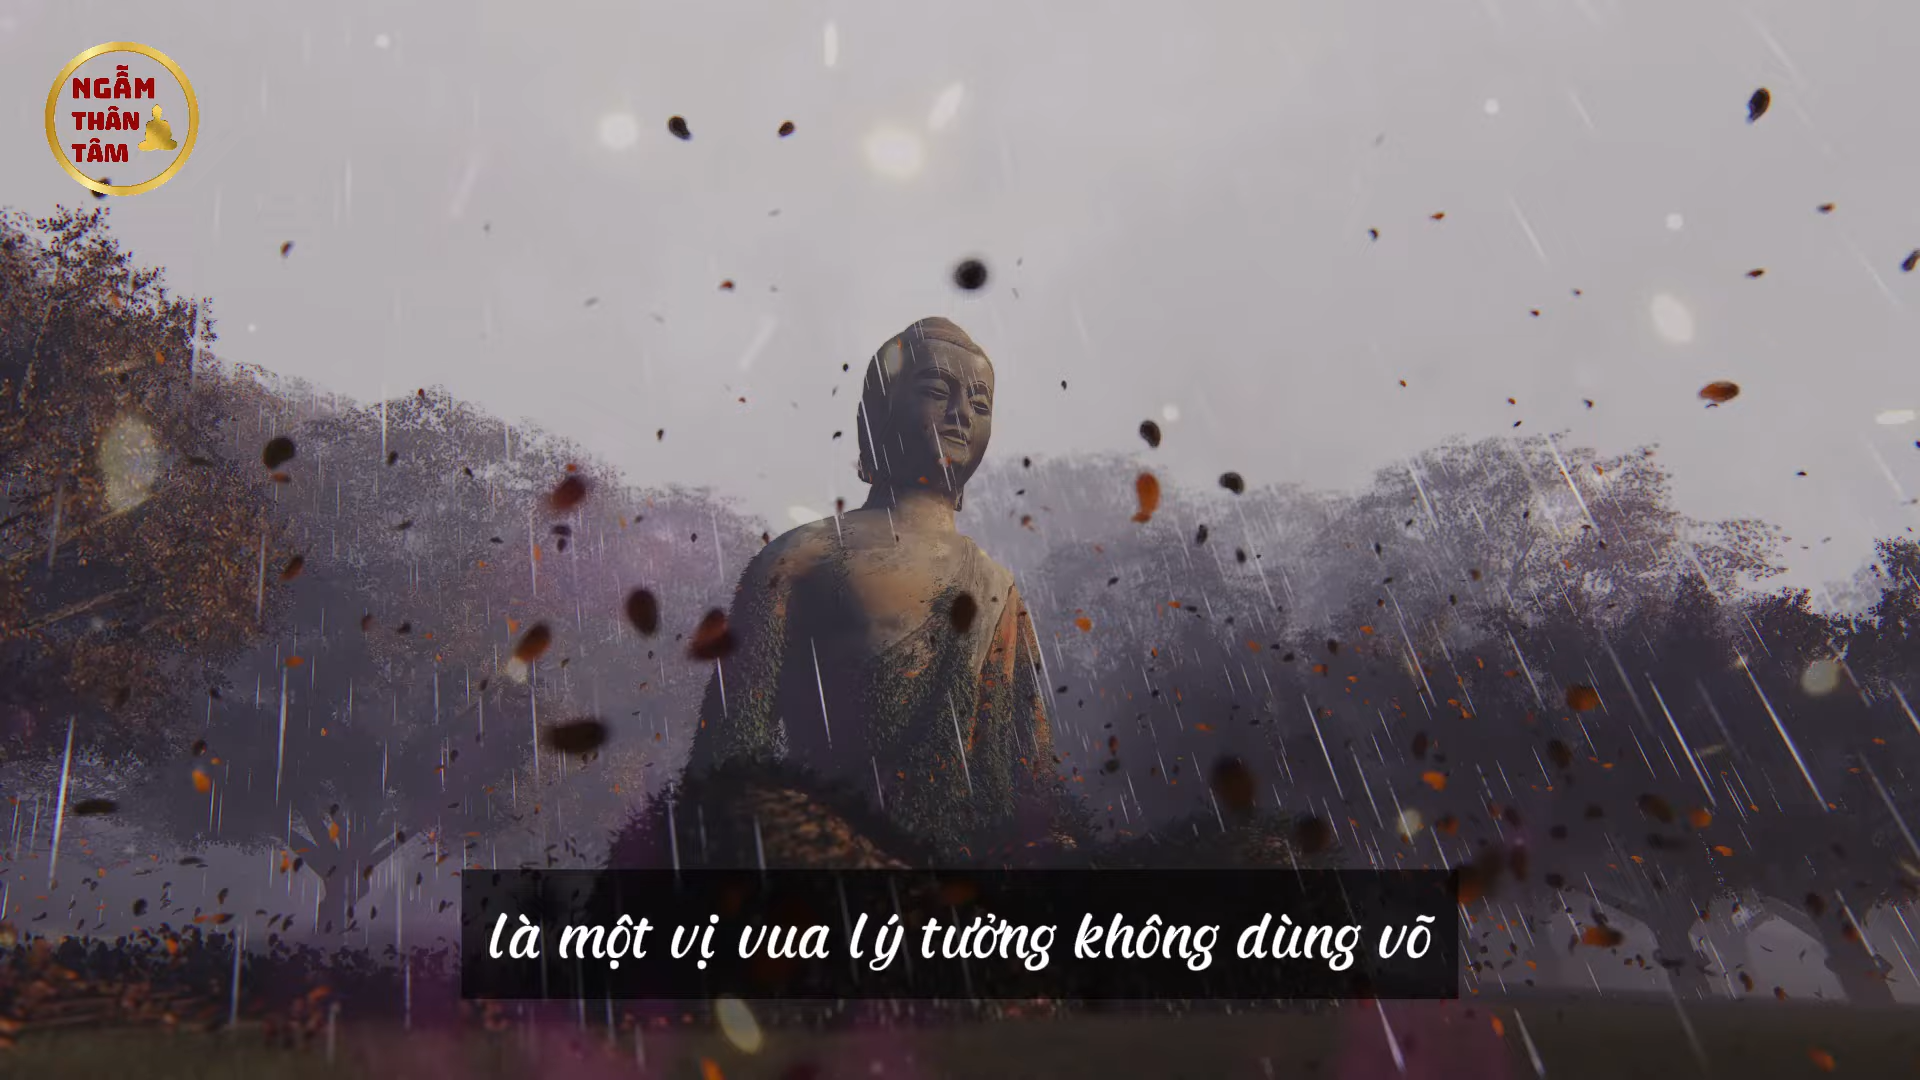 NGẪM
THÂN
TÂM
là một vị vua lý tưởng không dùng võ